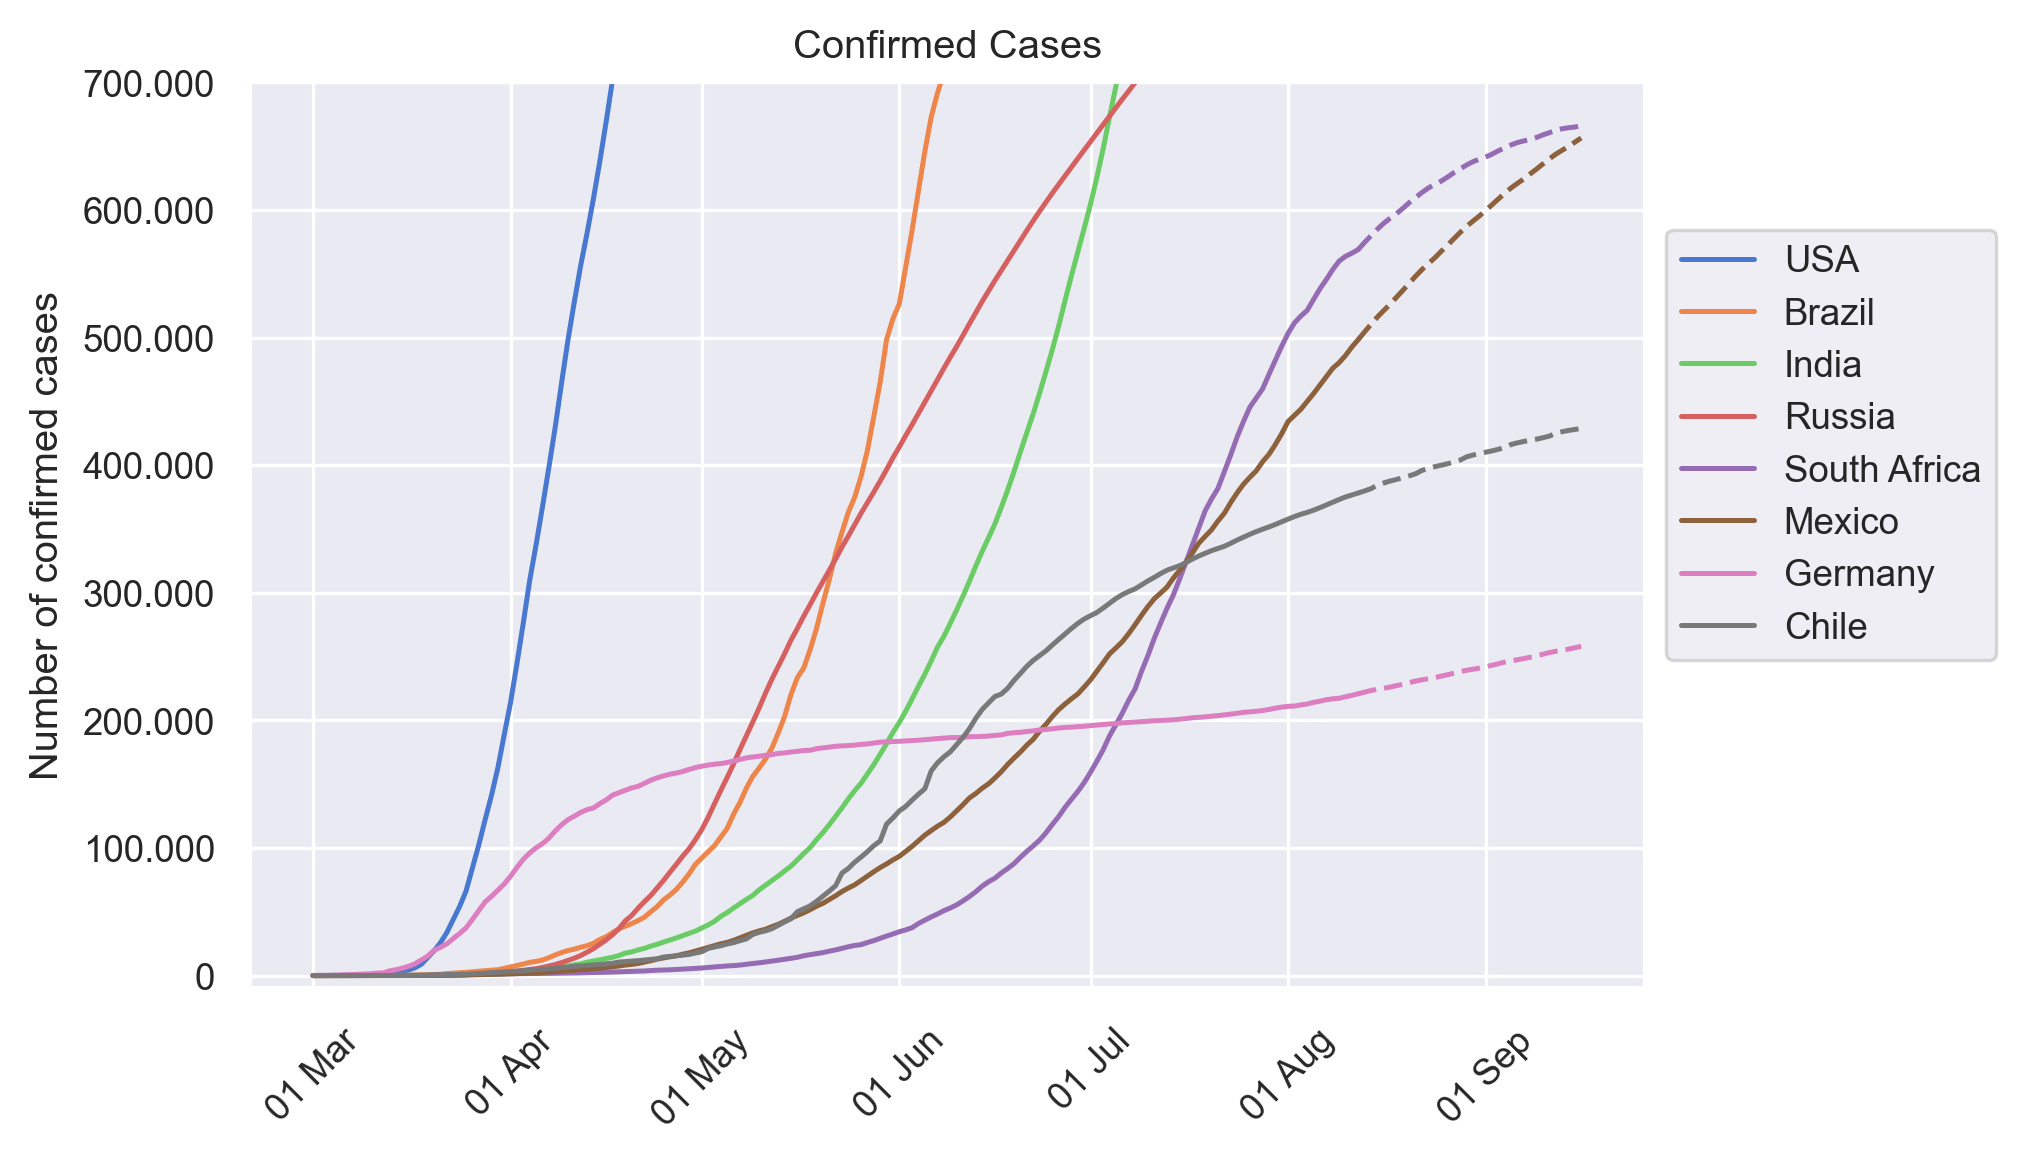 Confirmed Cases
Number of confirmed cases
700.000
600.000
500.000
400.000
300.000
200.000
100.000
0
01 Mar
01 Apr
01 May
01 Jun
01 Jul
01 Aug
01 Sep
USA
Brazil
India
Russia
South Africa
Mexico
Germany
Chile